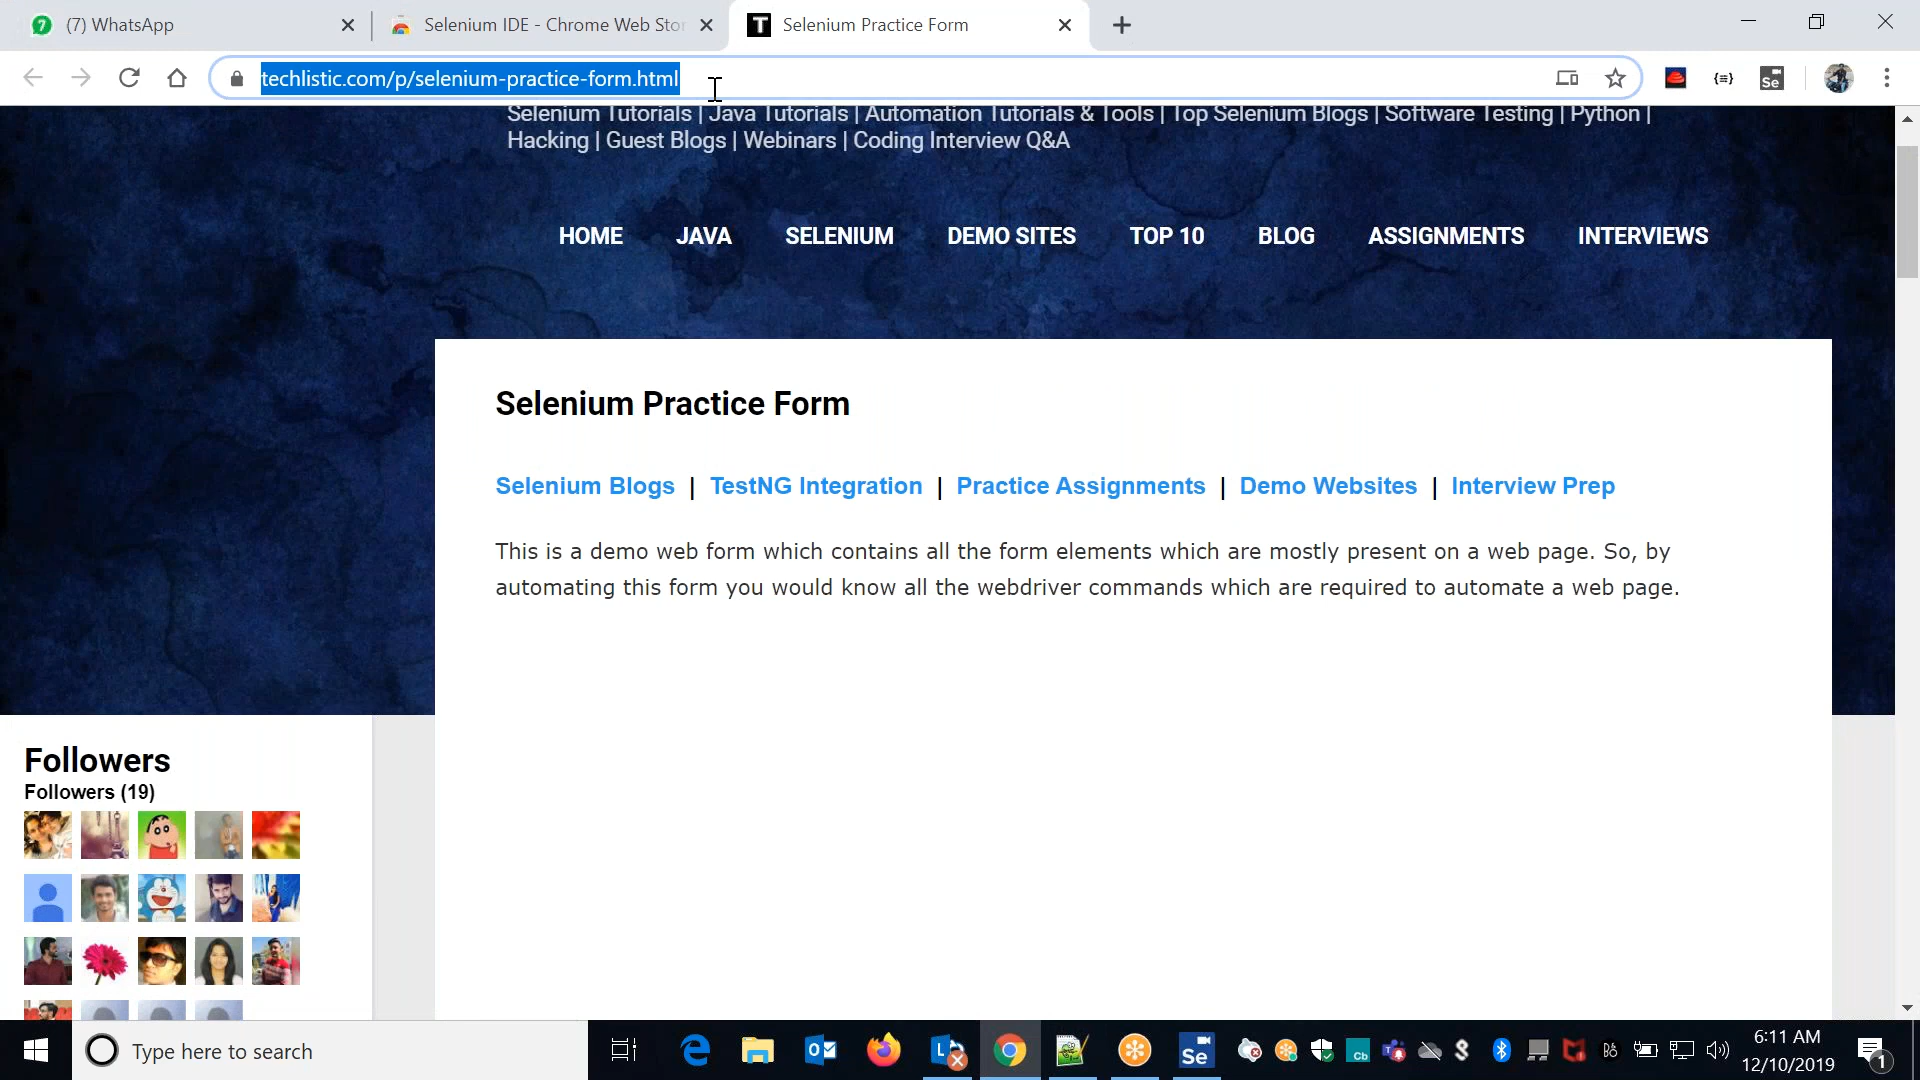 (7) WhatsApp
Selenium IDE - Chrome Web Stor
Selenium Practice Form
techlistic.com/p/selenium-practice-form.html
Selenium Tutorials | Java Tutorials | Automation Tutorials & Tools | Top Selenium Blogs | Software Testing | Python |
Hacking | Guest Blogs | Webinars | Coding Interview Q&A
HOME JAVA SELENIUM DEMO SITES TOP 10 BLOG ASSIGNMENTS INTERVIEWS
Selenium Practice Form
Selenium Blogs | TestNG Integration | Practice Assignments | Demo Websites | Interview Prep
This is a demo web form which contains all the form elements which are mostly present on a web page. So, by
automating this form you would know all the webdriver commands which are required to automate a web page.
Followers
Followers (19)
Type here to search
6:11 AM
12/10/2019